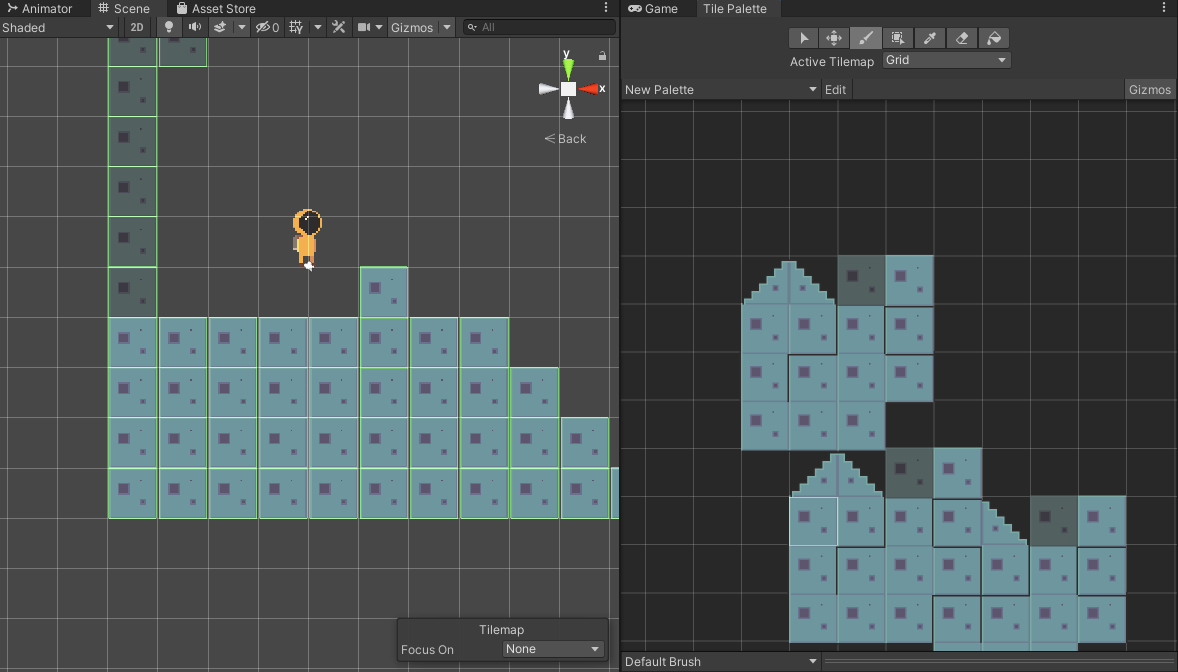 Animator
Scene
Asset Store
Shaded
2D
0
Gizmos
All
y
x
Back
Tilemap
Focus On
None
Game
Tile Palette
Active Tilemap
Grid
New Palette
Edit
Gizmos
Default Brush